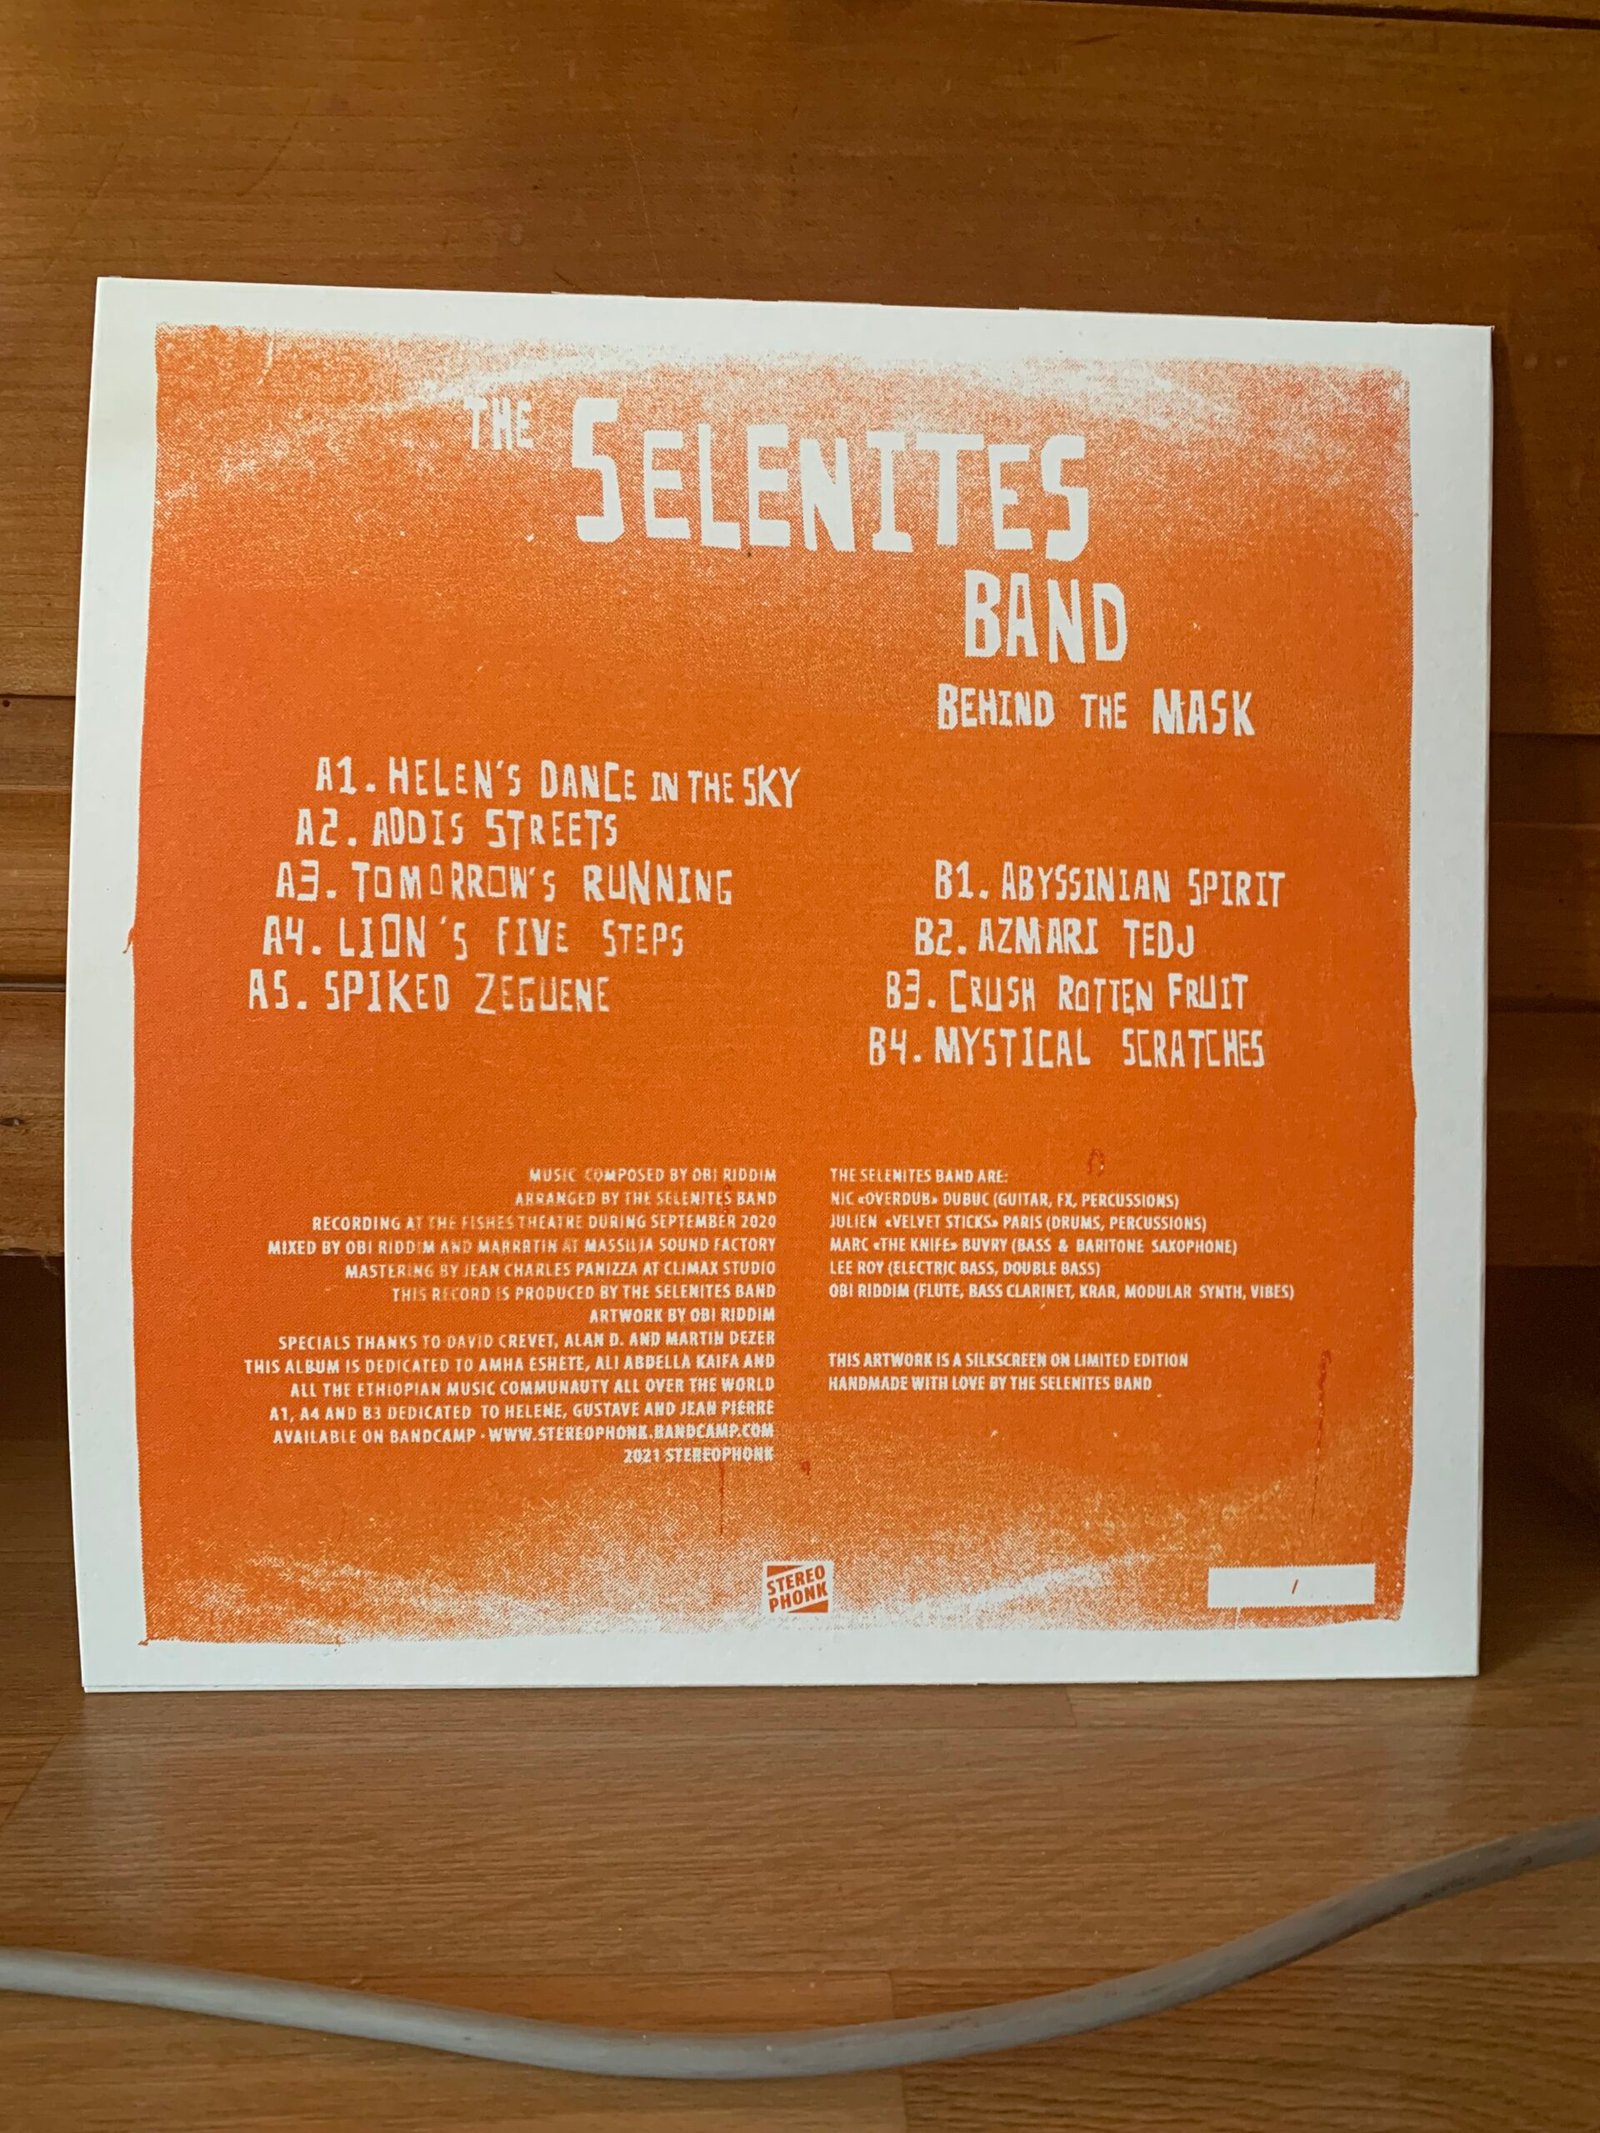 THE SELENITES
BAND
BEHIND THE MASK
A1. HELEN'S DANCE IN THE SKY
A2. ADDIS STREETS
A3. TOMORROW'S RUNNING
A4. LION'S FIVE STEPS
A5. SPIKED ZEGUENE
B1. ABYSSINIAN SPIRIT
B2. AZMARI TEDJ
B3. CRUSH ROTTEN FRUIT
B4. MYSTICAL SCRATCHES
MUSIC COMPOSED BY OBI RIDDIM
ARRANGED BY THE SELENITES BAND
RECORDING AT THE FISHES THEATRE DURING SEPTEMBER 2020
MIXED BY OBI RIDDIM AND MARRRTIN AT MASSILIA SOUND FACTORY
MASTERING BY JEAN CHARLES PANIZZA AT CLIMAX STUDIO
THIS RECORD IS PRODUCED BY THE SELENITES BAND
ARTWORK BY OBI RIDDIM
SPECIALS THANKS TO DAVID CREVET, ALAN D. AND MARTIN DEZER
THIS ALBUM IS DEDICATED TO AMHA ESHETE, ALI ABDELLA KAIFA AND
ALL THE ETHIOPIAN MUSIC COMMUNAUTY ALL OVER THE WORLD
A1, A4 AND B3 DEDICATED TO HELENE, GUSTAVE AND JEAN PIERRE
AVAILABLE ON BANDCAMP - WWW.STEREOPHONK.BANDCAMP.COM
2021 STEREOPHONK
THE SELENITES BAND ARE:
NIC «OVERDUB» DUBUC (GUITAR, FX, PERCUSSIONS)
JULIEN «VELVET STICKS» PARIS (DRUMS, PERCUSSIONS)
MARC «THE KNIFE» BUVRY (BASS & BARITONE SAXOPHONE)
LEE ROY (ELECTRIC BASS, DOUBLE BASS)
OBI RIDDIM (FLUTE, BASS CLARINET, KRAR, MODULAR SYNTH, VIBES)
THIS ARTWORK IS A SILKSCREEN ON LIMITED EDITION
HANDMADE WITH LOVE BY THE SELENITES BAND
STEREO
PHONK
/